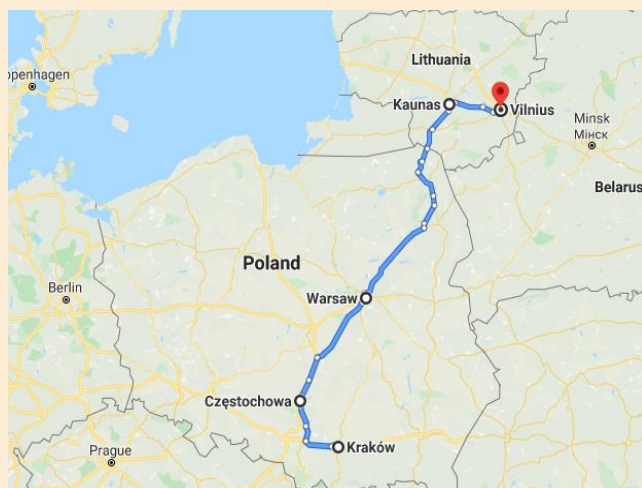 openhagen
Lithuania
Kaunas
Vilnius
Minsk
Мінск
Belarus
Poland
Berlin
Warsaw
Częstochowa
Kraków
Prague